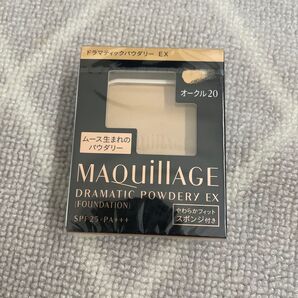 ドラマティックパウダリー EX
オークル20
ムース生まれの
パウダリー
MAQuillAGE
DRAMATIC POWDERY EX
(FOUNDATION)
SPF25・PA+++
やわらかフィット
スポンジ付き